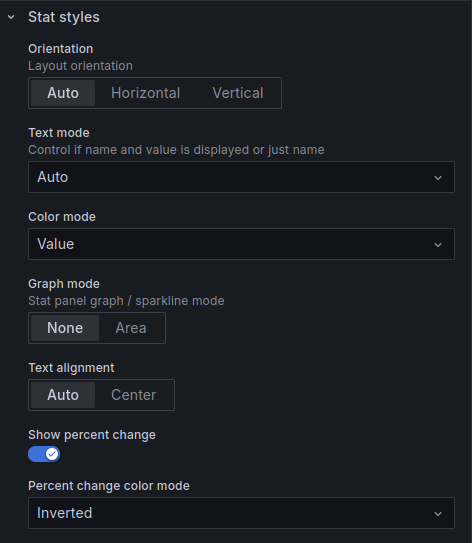 Stat styles
Orientation
Layout orientation
Auto Horizontal Vertical
Text mode
Control if name and value is displayed or just name
Auto
Color mode
Value
Graph mode
Stat panel graph / sparkline mode
None Area
Text alignment
Auto Center
Show percent change
Percent change color mode
Inverted